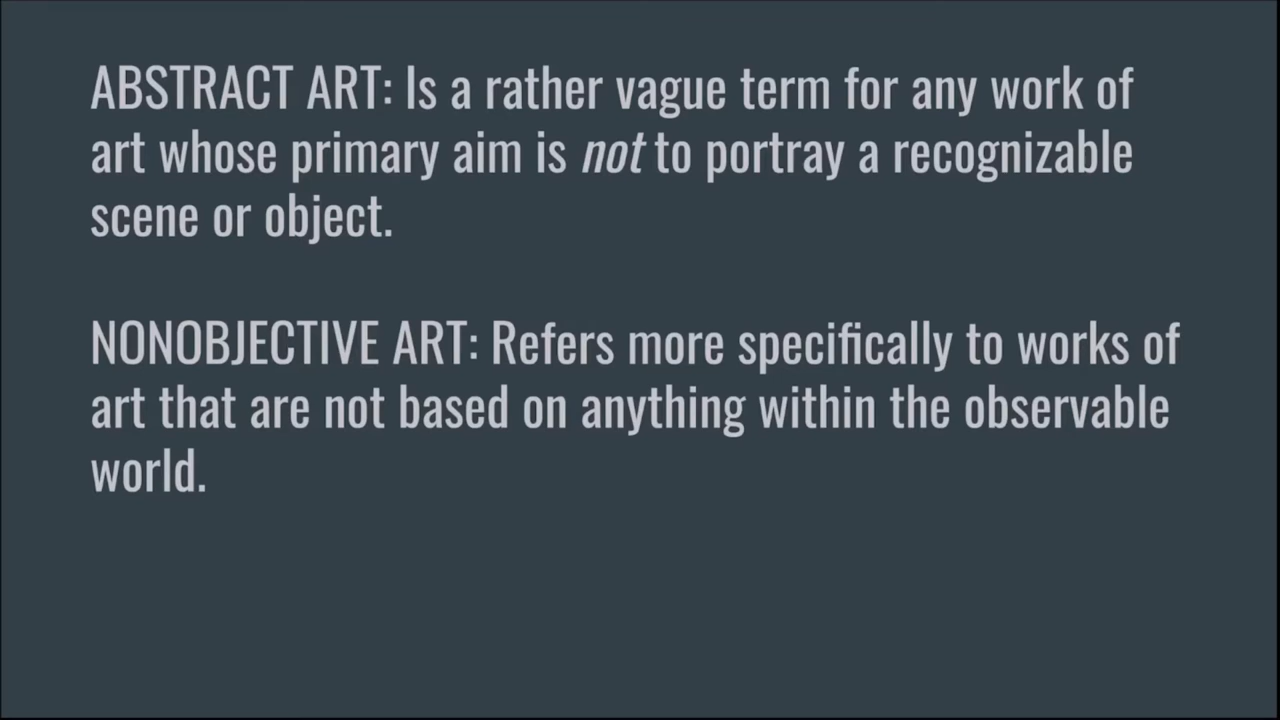 ABSTRACT ART: Is a rather vague term for any work of
art whose primary aim is not to portray a recognizable
scene or object.
NONOBJECTIVE ART: Refers more specifically to works of
art that are not based on anything within the observable
world.